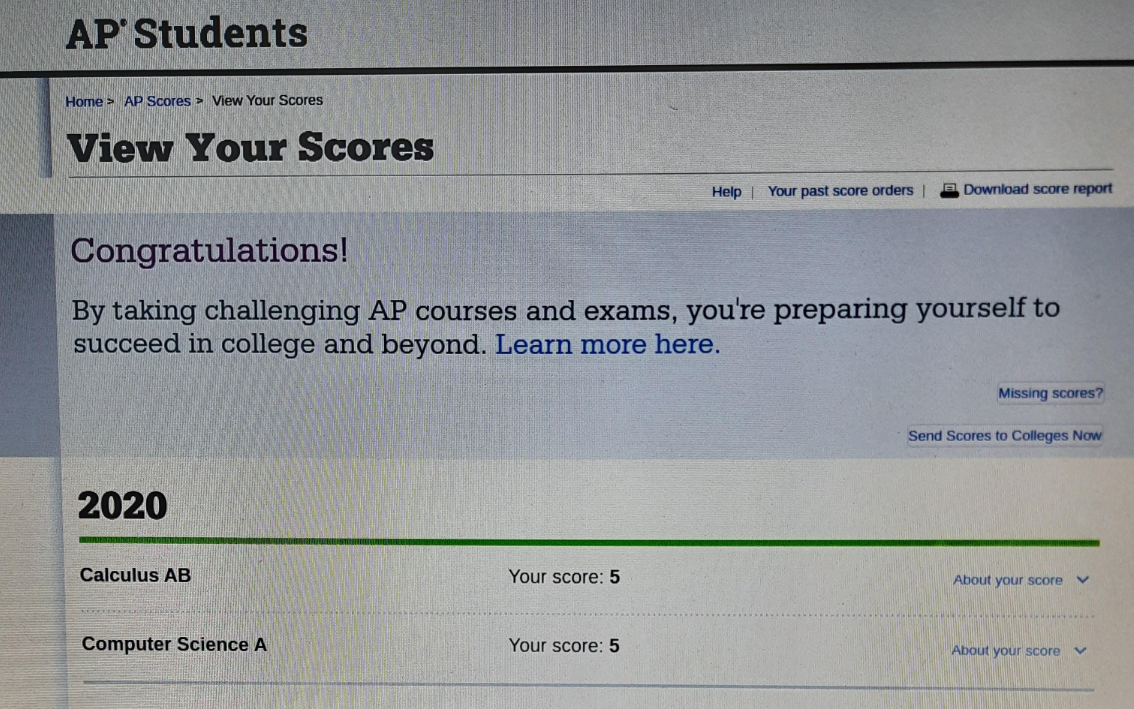 AP® Students
Home > AP Scores > View Your Scores
View Your Scores
Help | Your past score orders | Download score report
Congratulations!
By taking challenging AP courses and exams, you're preparing yourself to
succeed in college and beyond. Learn more here.
Missing scores?
Send Scores to Colleges Now
2020
Calculus AB Your score: 5 About your score
Computer Science A Your score: 5 About your score